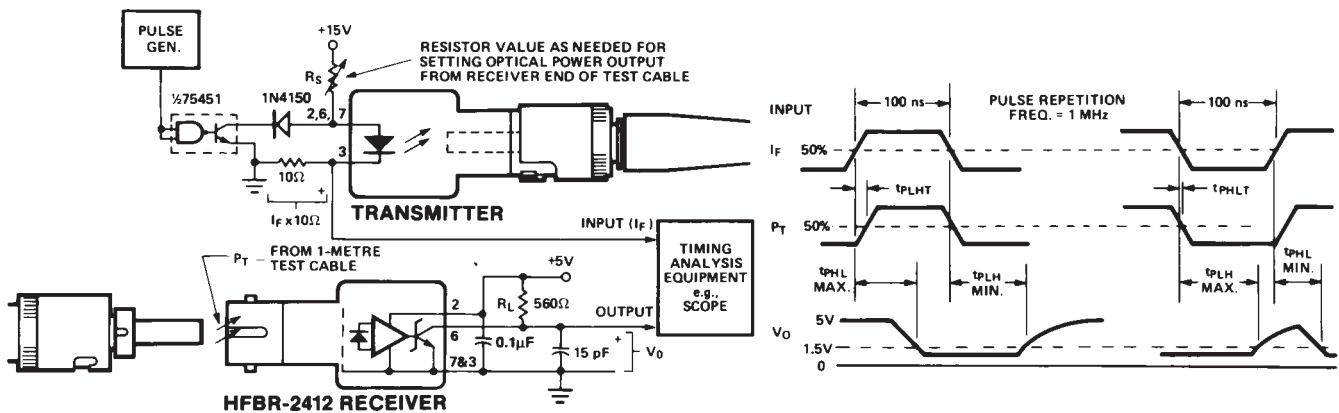 PULSE
GEN.
+15V
RESISTOR VALUE AS NEEDED FOR
SETTING OPTICAL POWER OUTPUT
FROM RECEIVER END OF TEST CABLE
RS
½75451
1N4150
2,6, 7
3
10Ω
+
IF x10Ω
TRANSMITTER
INPUT (IF)
TIMING
ANALYSIS
EQUIPMENT
e.g.,
SCOPE
PT – FROM 1-METRE
TEST CABLE
+5V
2
RL 560Ω
OUTPUT
6
0.1µF
7&3
15 pF
+
VO
HFBR-2412 RECEIVER
INPUT
100 ns
PULSE REPETITION
FREQ. = 1 MHz
100 ns
IF 50%
tPLHT
tPHLT
PT 50%
tPHL
MAX.
tPLH
MIN.
tPLH
MAX.
tPHL
MIN.
VO
5V
1.5V
0